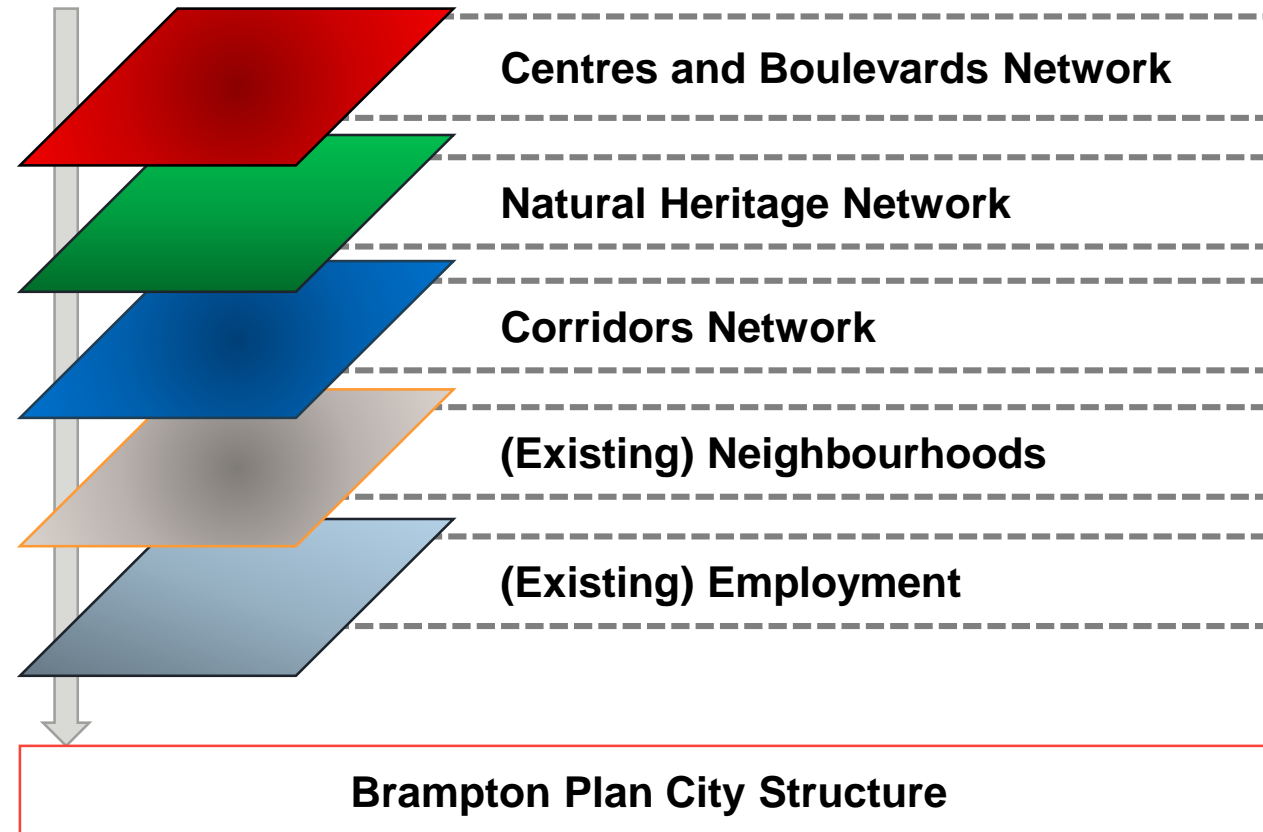 Centres and Boulevards Network
Natural Heritage Network
Corridors Network
(Existing) Neighbourhoods
(Existing) Employment
Brampton Plan City Structure